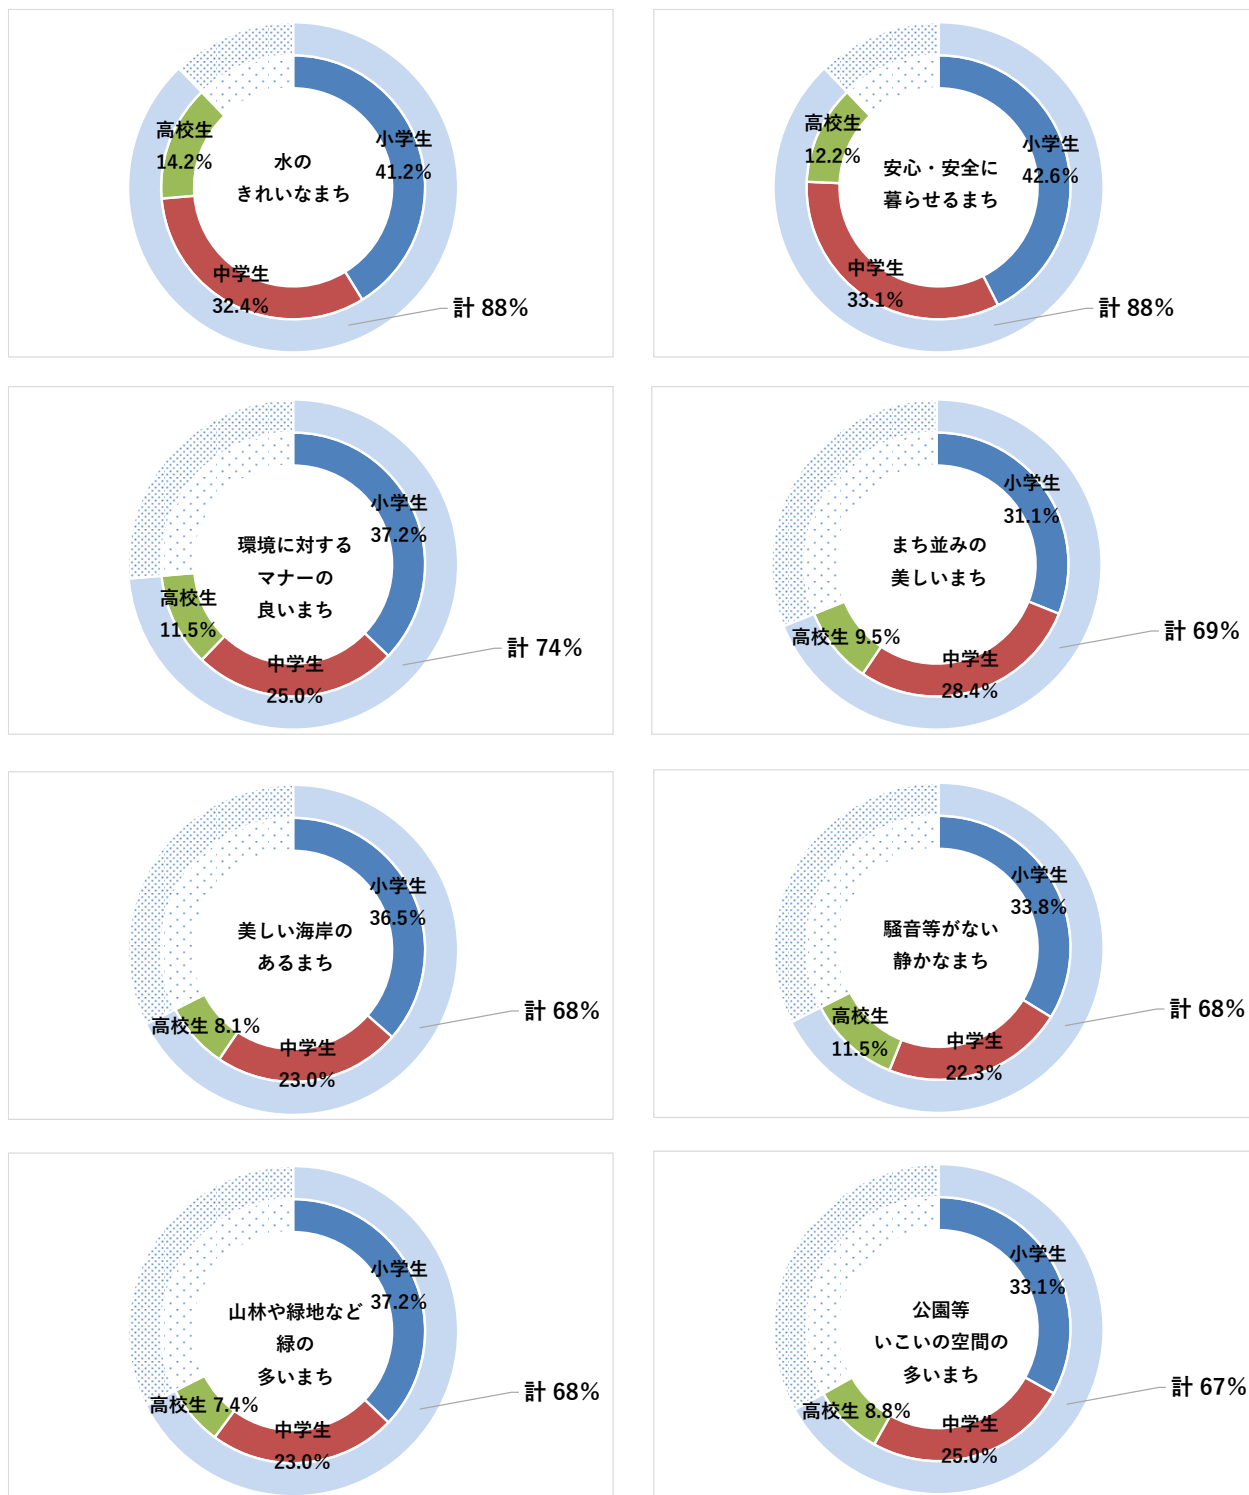 水の
きれいなまち
小学生
41.2%
中学生
32.4%
高校生
14.2%
計 88%
安心・安全に
暮らせるまち
小学生
42.6%
中学生
33.1%
高校生
12.2%
計 88%
環境に対する
マナーの
良いまち
小学生
37.2%
中学生
25.0%
高校生
11.5%
計 74%
まち並みの
美しいまち
小学生
31.1%
中学生
28.4%
高校生 9.5%
計 69%
美しい海岸の
あるまち
小学生
36.5%
中学生
23.0%
高校生 8.1%
計 68%
騒音等がない
静かなまち
小学生
33.8%
中学生
22.3%
高校生
11.5%
計 68%
山林や緑地など
緑の
多いまち
小学生
37.2%
中学生
23.0%
高校生 7.4%
計 68%
公園等
いこいの空間の
多いまち
小学生
33.1%
中学生
25.0%
高校生 8.8%
計 67%